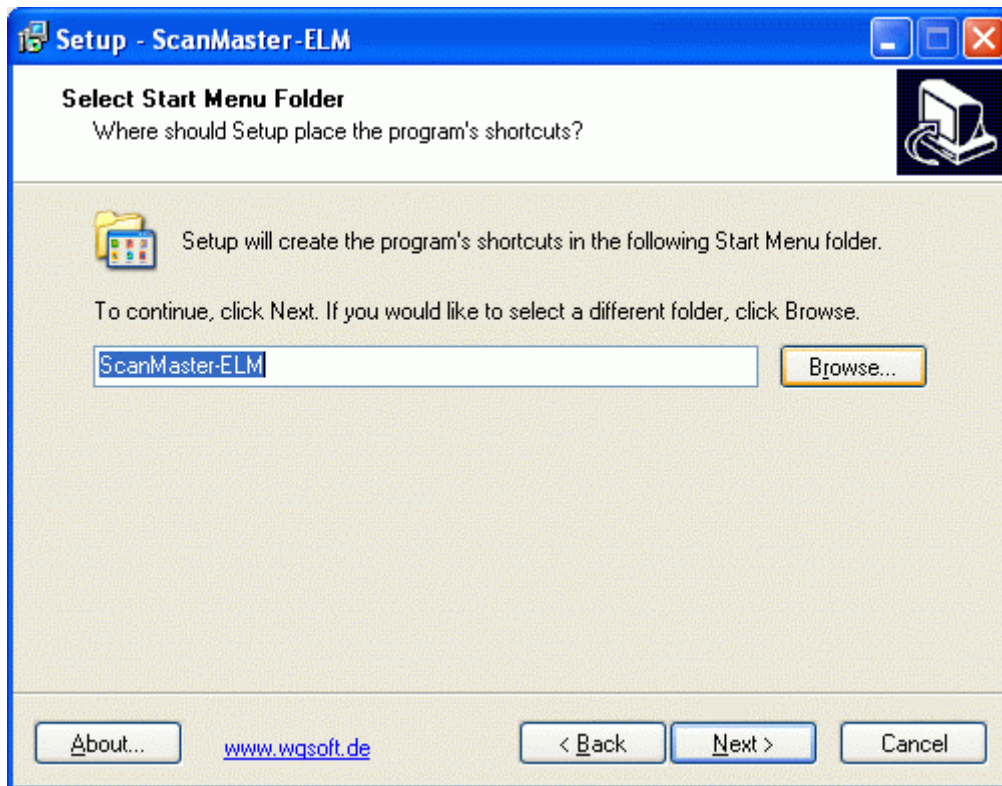 Setup - ScanMaster-ELM
Select Start Menu Folder
Where should Setup place the program's shortcuts?
Setup will create the program's shortcuts in the following Start Menu folder.
To continue, click Next. If you would like to select a different folder, click Browse.
ScanMaster-ELM
Browse...
About...
www.wgsoft.de
< Back
Next >
Cancel